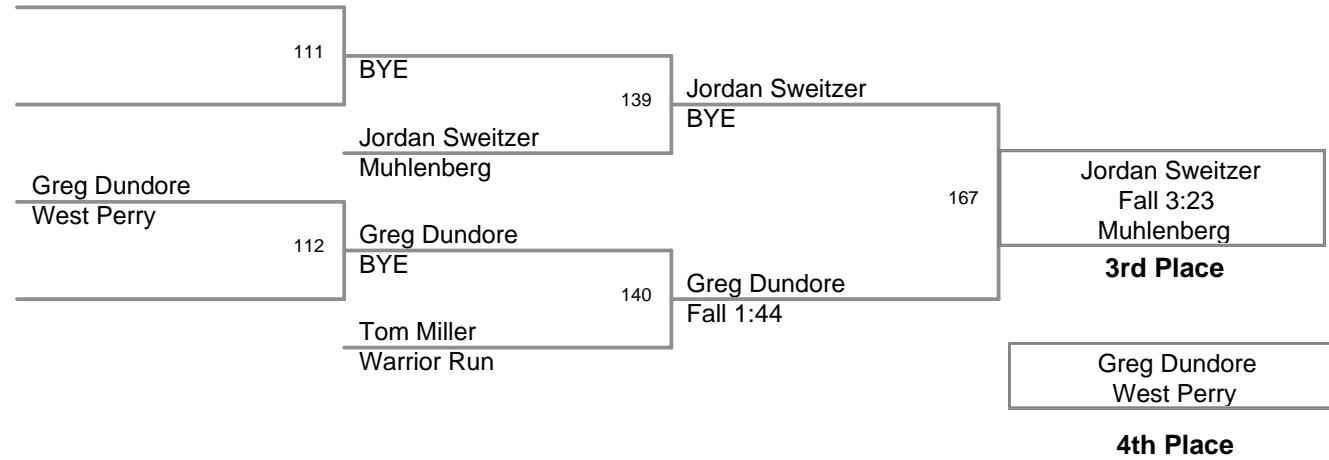 111
BYE
139
Jordan Sweitzer
BYE
Jordan Sweitzer
Muhlenberg
Greg Dundore
West Perry
112
Greg Dundore
BYE
140
Greg Dundore
Fall 1:44
Tom Miller
Warrior Run
167
Jordan Sweitzer
Fall 3:23
Muhlenberg
3rd Place
Greg Dundore
West Perry
4th Place